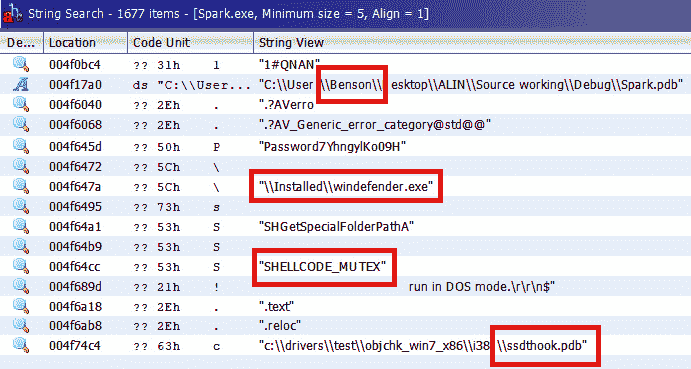 String Search - 1677 items - [Spark.exe, Minimum size = 5, Align = 1]
De... Location Code Unit String View
004f0bc4 ?? 31h 1 "1#QNAN"
A 004f17a0 ds "C:\\User... "C:\\User \\Benson\\ esktop\\ALIN\\Source working\\Debug\\Spark.pdb"
004f6040 ?? 2Eh . ".?AVerro
004f6068 ?? 2Eh . ".?AV_Generic_error_category@std@@"
004f645d ?? 50h P "Password7YhngylKo09H"
004f6472 ?? 5Ch \
004f647a ?? 5Ch \ "\\Installed\\windefender.exe"
004f6495 ?? 73h s
004f64a1 ?? 53h S "SHGetSpecialFolderPathA"
004f64b9 ?? 53h S
004f64cc ?? 53h S "SHELLCODE_MUTEX"
004f689d ?? 21h ! run in DOS mode.\r\r\n$"
004f6a18 ?? 2Eh . ".text"
004f6ab8 ?? 2Eh . ".reloc"
004f74c4 ?? 63h c "c:\\drivers\\test\\objchk_win7_x86\\i38 \\ssdthook.pdb"